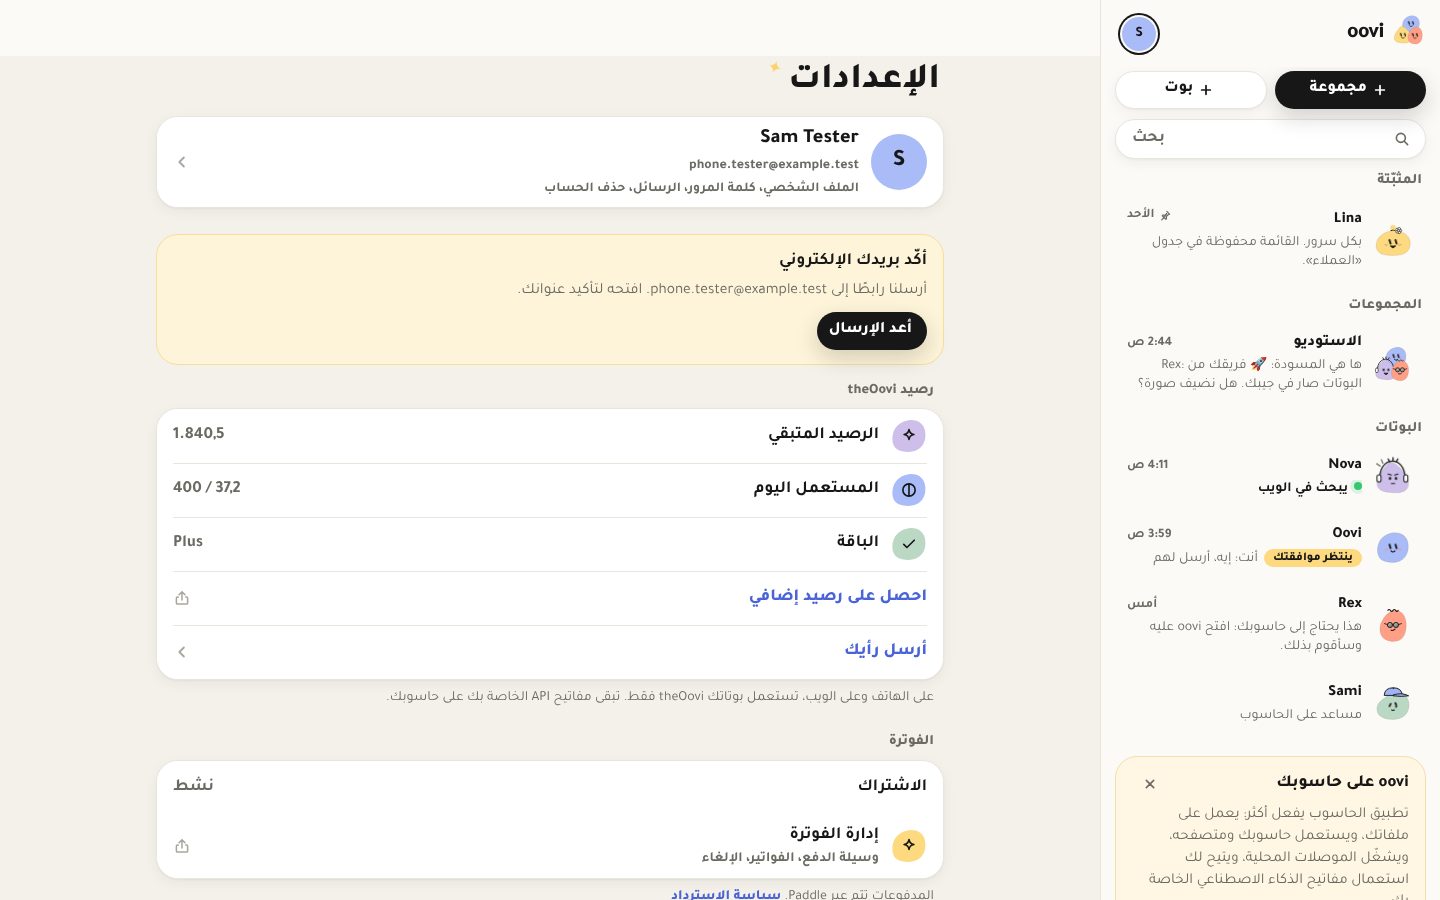 oovi
S
مجموعة
بوت
بحث
المثبّتة
Lina
الأحد
بكل سرور. القائمة محفوظة في جدول
«العملاء».
المجموعات
الاستوديو
2:44 ص
ها هي المسودة: 🚀 فريقك من :Rex
البوتات صار في جيبك. هل نضيف صورة؟
البوتات
Nova
4:11 ص
يبحث في الويب
Oovi
3:59 ص
ينتظر موافقتك
أنت: إيه، أرسل لهم
Rex
أمس
هذا يحتاج إلى حاسوبك: افتح oovi عليه
وسأقوم بذلك.
Sami
مساعد على الحاسوب
oovi على حاسوبك
تطبيق الحاسوب يفعل أكثر: يعمل على
ملفاتك، ويستعمل حاسوبك ومتصفحه،
ويشغّل الموصلات المحلية، ويتيح لك
استعمال مفاتيح الذكاء الاصطناعي الخاصة
الإعدادات
S
Sam Tester
phone.tester@example.test
الملف الشخصي، كلمة المرور، الرسائل، حذف الحساب
أكّد بريدك الإلكتروني
أرسلنا رابطًا إلى phone.tester@example.test. افتحه لتأكيد عنوانك.
أعد الإرسال
رصيد theOovi
الرصيد المتبقي
1.840,5
المستعمل اليوم
37,2 / 400
الباقة
Plus
احصل على رصيد إضافي
أرسل رأيك
على الهاتف وعلى الويب، تستعمل بوتاتك theOovi فقط. تبقى مفاتيح API الخاصة بك على حاسوبك.
الفوترة
الاشتراك
نشط
إدارة الفوترة
وسيلة الدفع، الفواتير، الإلغاء
المدفوعات تتم عبر Paddle. سياسة الاسترداد